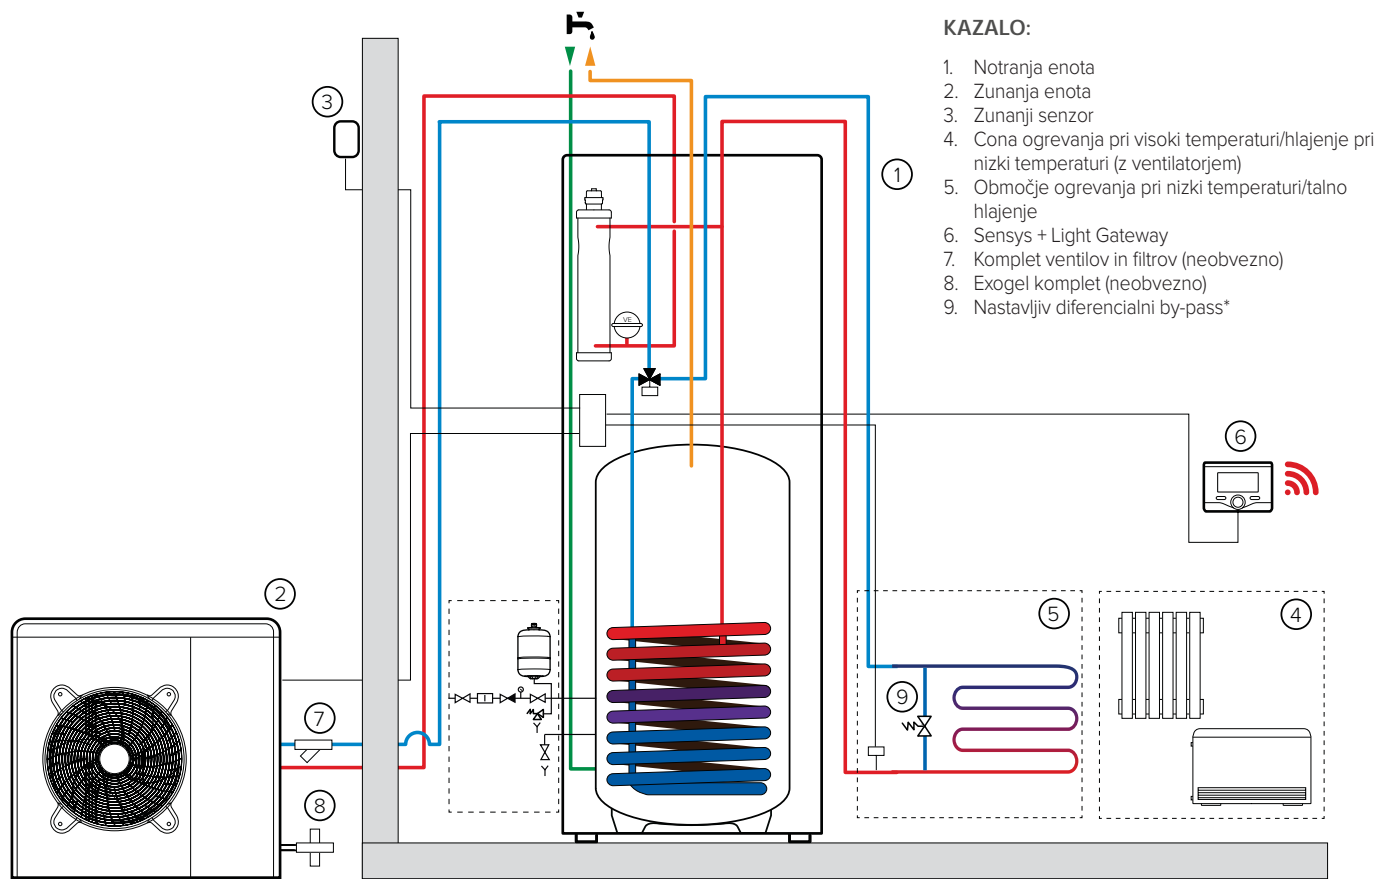 KAZALO:
1. Notranja enota
2. Zunanja enota
3. Zunanji senzor
4. Cona ogrevanja pri visoki temperaturi/hlajenje pri
nizki temperaturi (z ventilatorjem)
5. Območje ogrevanja pri nizki temperaturi/talno
hlajenje
6. Sensys + Light Gateway
7. Komplet ventilov in filtrov (neobvezno)
8. Exogel komplet (neobvezno)
9. Nastavljiv diferencialni by-pass*
3
1
VE
6
2
5
4
9
7
8